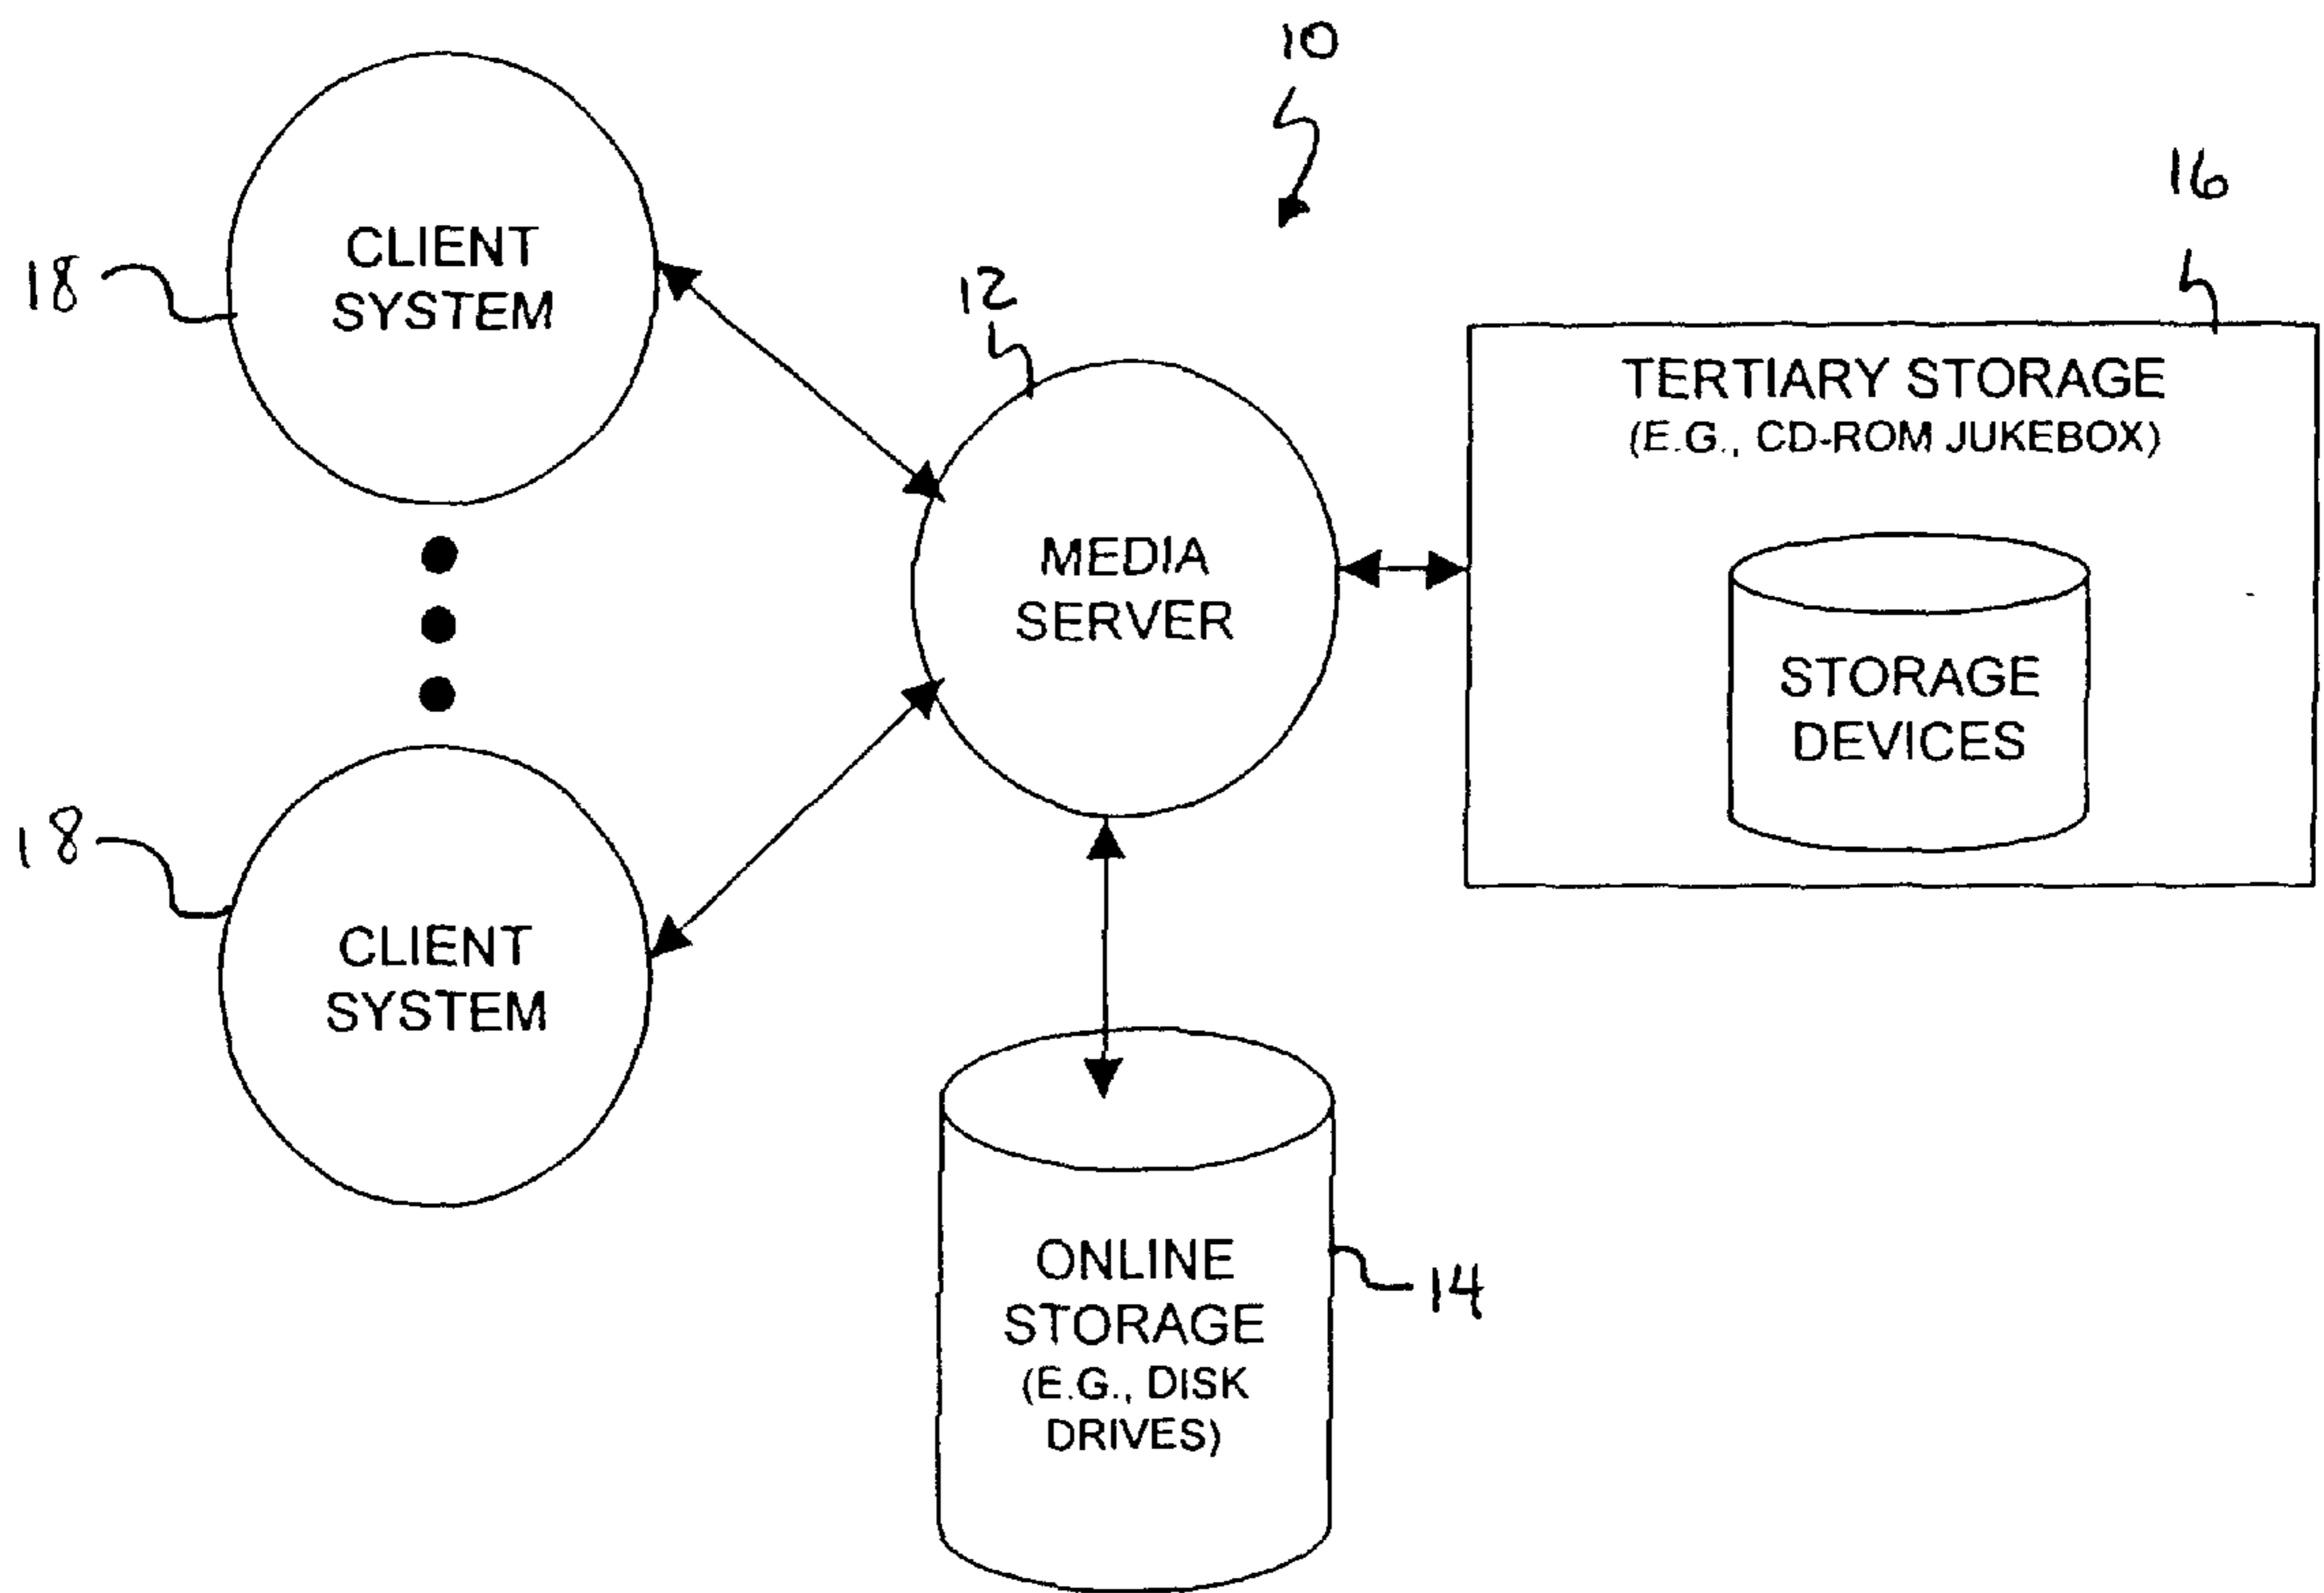 10
16
18
CLIENT
SYSTEM
12
TERTIARY STORAGE
(E.G., CD-ROM JUKEBOX)
MEDIA
SERVER
STORAGE
DEVICES
18
CLIENT
SYSTEM
ONLINE
STORAGE
(E.G., DISK
DRIVES)
14